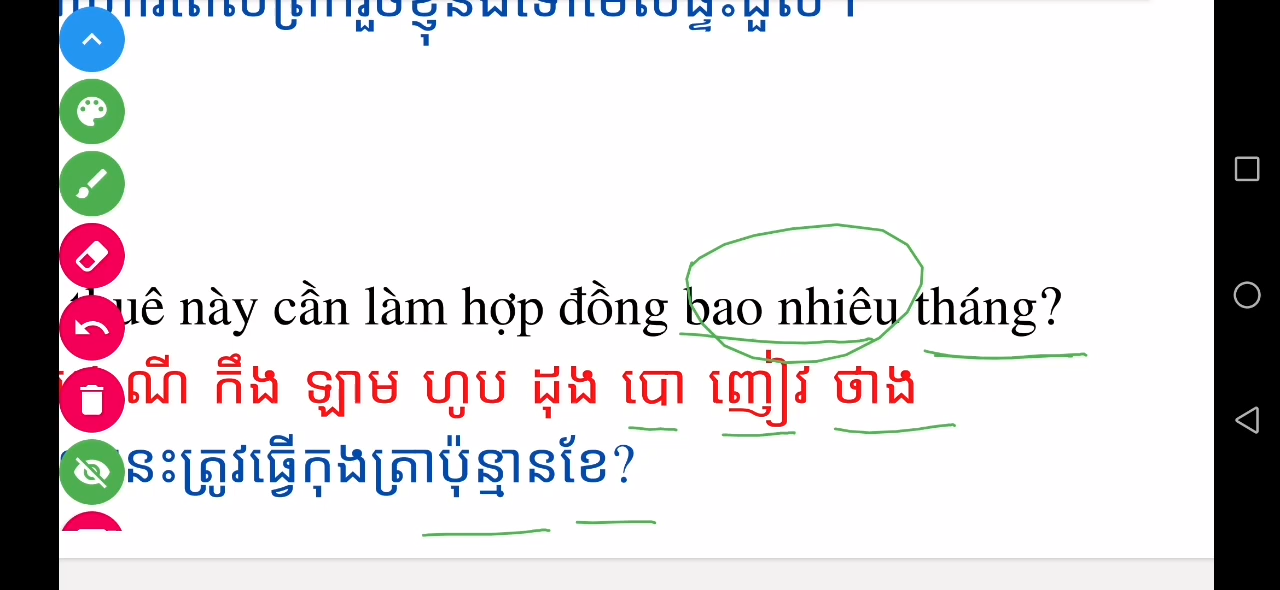 uê này cần làm hợp đồng bao nhiêu tháng?
ណី កឹង ឡាម ហូប ដុង បោ ញៀវ ថាង
នះត្រូវធ្វើកុងត្រាប៉ុន្មានខែ?